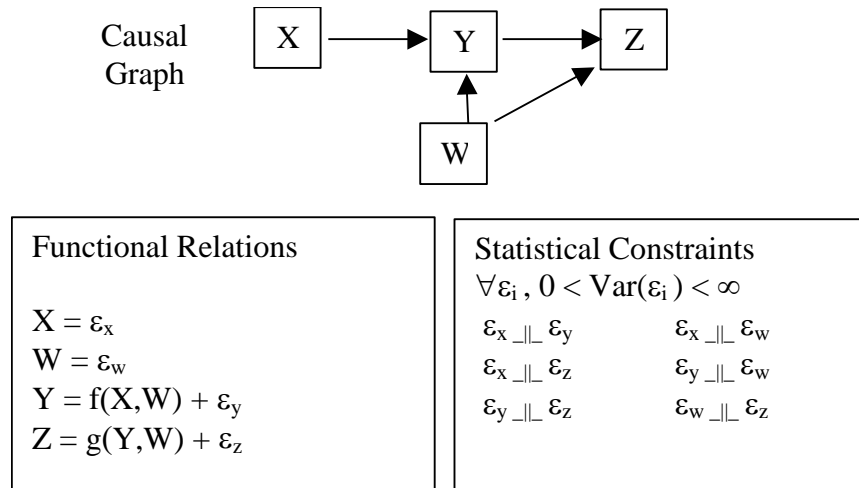 Causal
Graph
X
Y
Z
W
Functional Relations
X = εx
W = εw
Y = f(X,W) + εy
Z = g(Y,W) + εz
Statistical Constraints
∀εi , 0 < Var(εi ) < ∞
εx _||_ εy εx _||_ εw
εx _||_ εz εy _||_ εw
εy _||_ εz εw _||_ εz